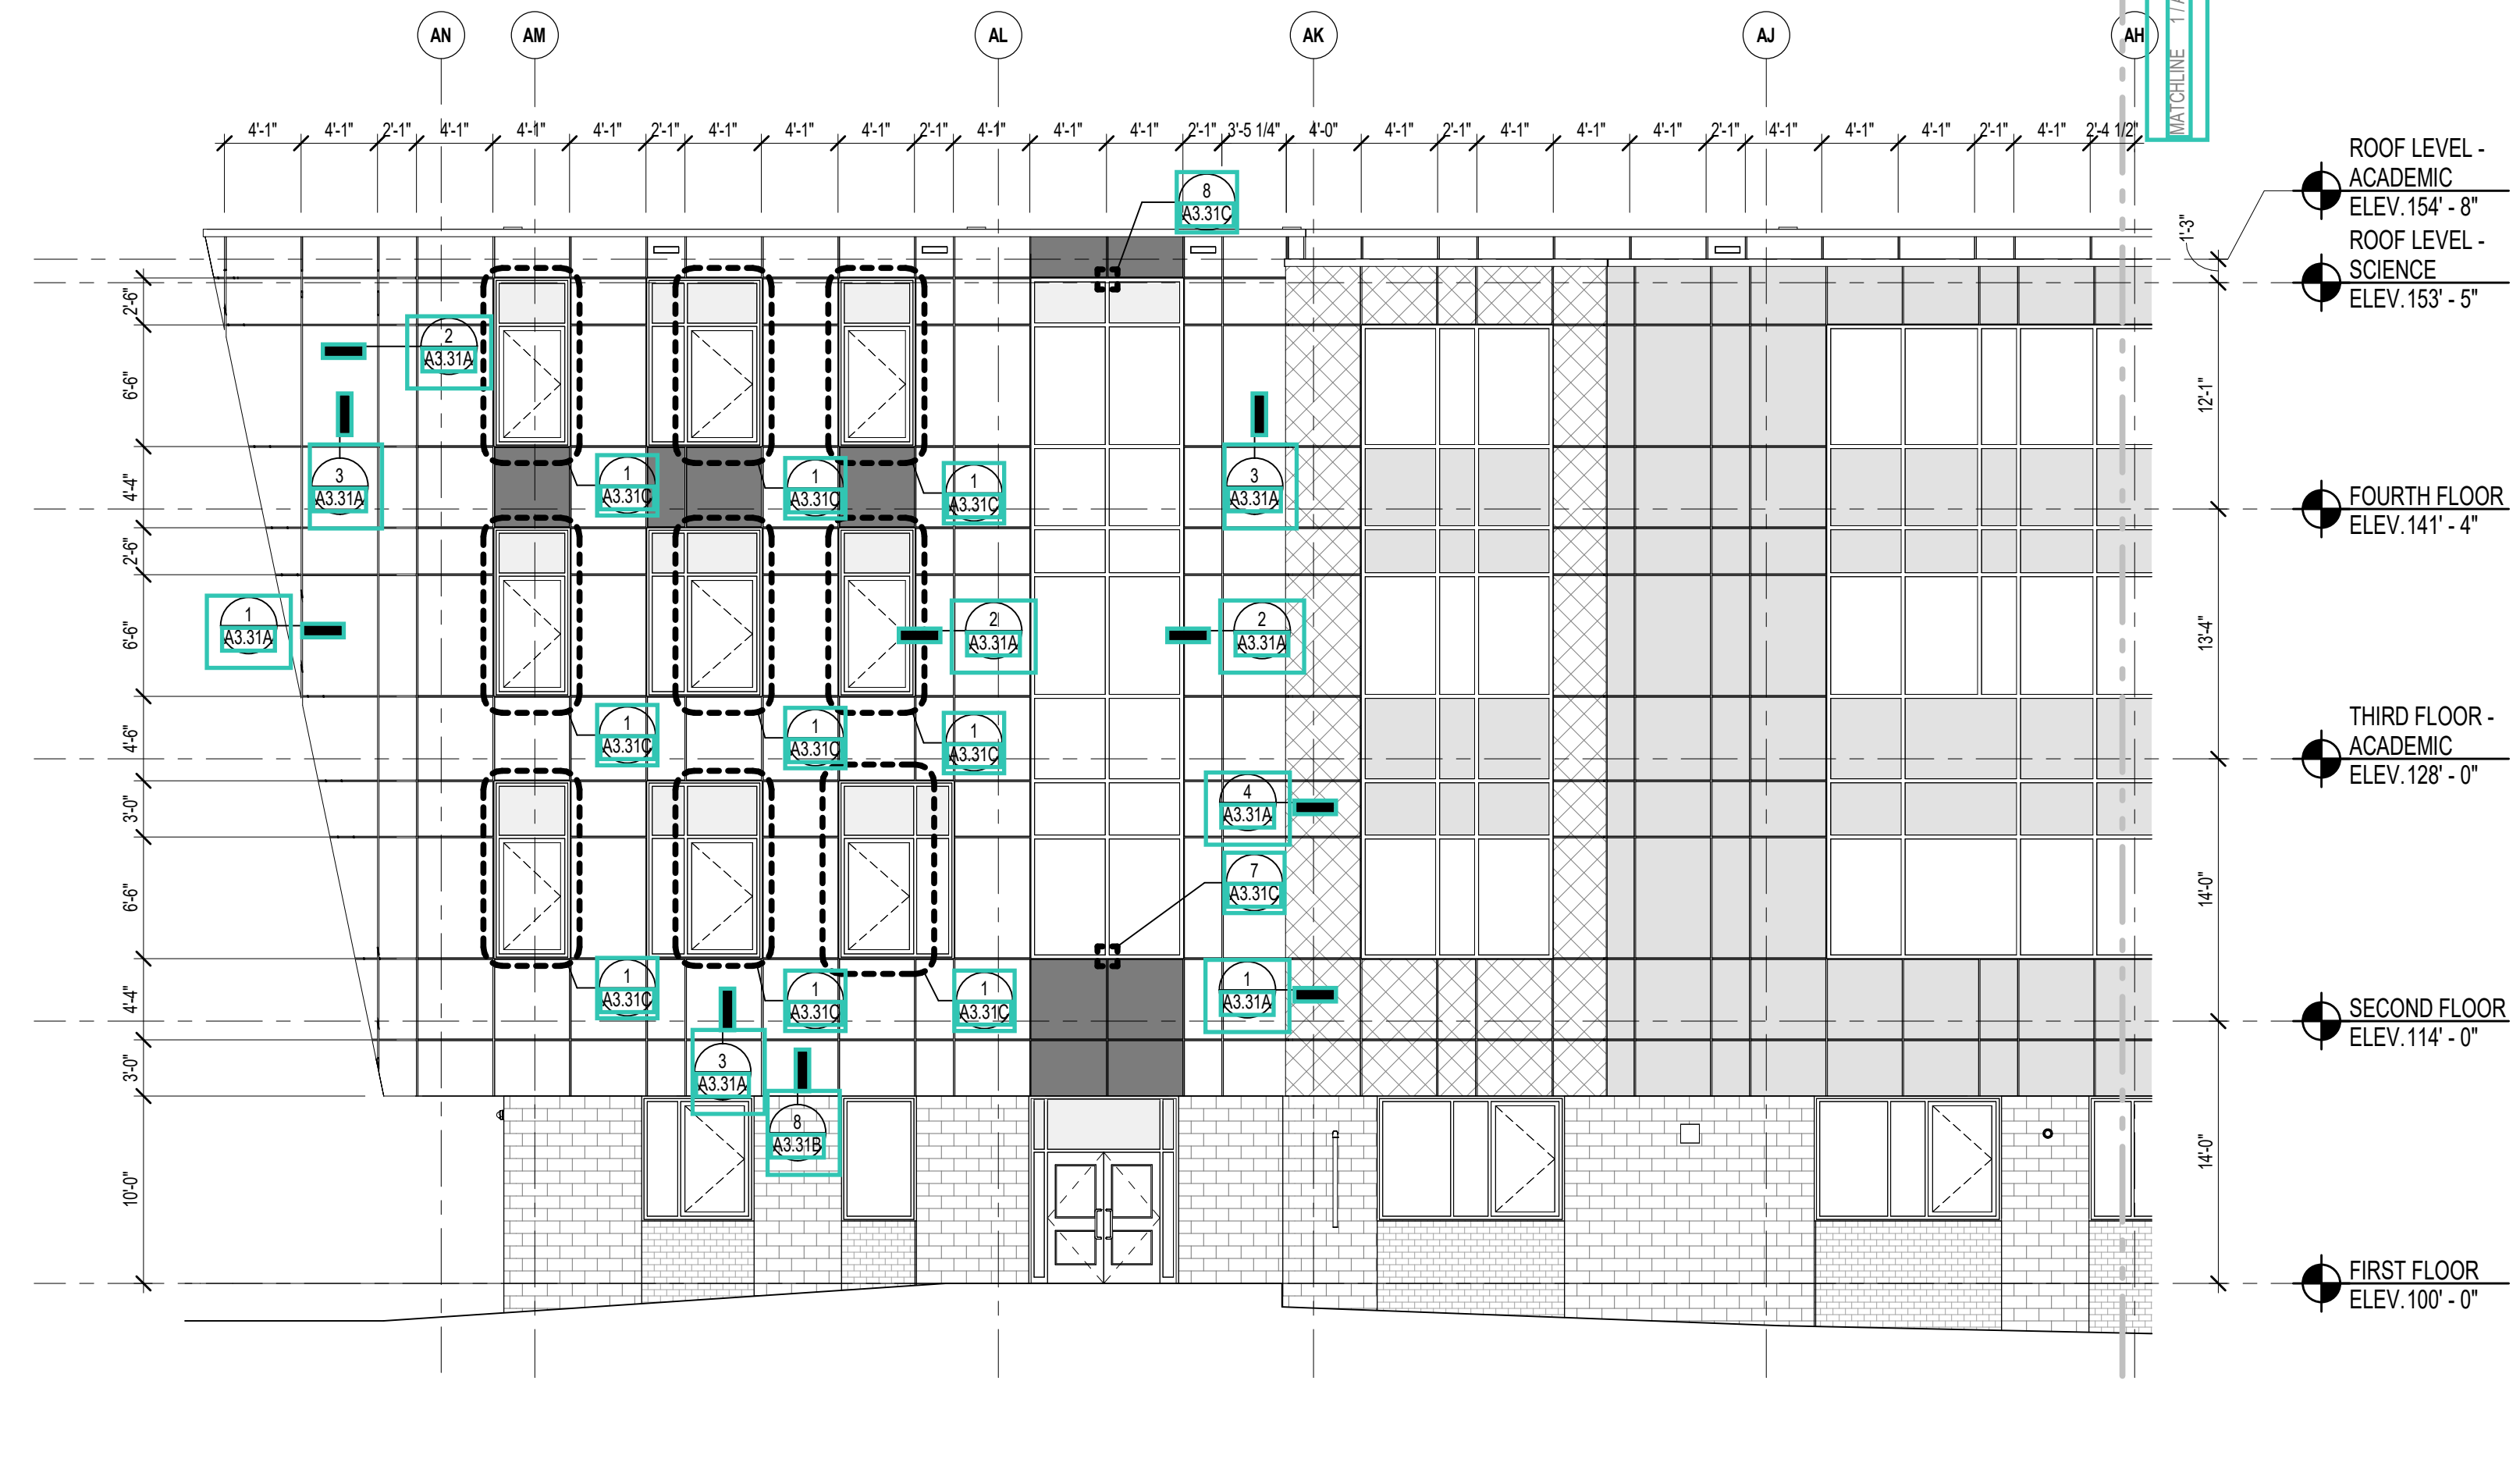 AN AM AL AK AJ AH
MATCHLINE 1 /
4'-1" 4'-1" 2'-1" 4'-1" 4'-1" 4'-1" 2'-1" 4'-1" 4'-1" 4'-1" 2'-1" 4'-1" 4'-1" 4'-1" 2'-1" 3'-5 1/4" 4'-0" 4'-1" 2'-1" 4'-1" 4'-1" 4'-1" 2'-1" 4'-1" 4'-1" 4'-1" 2'-1" 4'-1" 2'-4 1/2"
ROOF LEVEL -
ACADEMIC
ELEV. 154' - 8"
8
A3.31C
1'-3"
ROOF LEVEL -
SCIENCE
ELEV. 153' - 5"
2'-6"
2
A3.31A
6'-6"
12'-1"
3
A3.31A
1
A3.31C
1
A3.31C
1
A3.31C
3
A3.31A
4'-4"
FOURTH FLOOR
ELEV. 141' - 4"
2'-6"
1
A3.31A
2
A3.31A
2
A3.31A
6'-6"
13'-4"
1
A3.31C
1
A3.31C
1
A3.31C
4'-6"
THIRD FLOOR -
ACADEMIC
ELEV. 128' - 0"
3'-0"
4
A3.31A
7
A3.31C
6'-6"
14'-0"
1
A3.31C
1
A3.31C
1
A3.31C
1
A3.31A
4'-4"
SECOND FLOOR
ELEV. 114' - 0"
3'-0"
3
A3.31A
8
A3.31B
10'-0"
14'-0"
FIRST FLOOR
ELEV. 100' - 0"